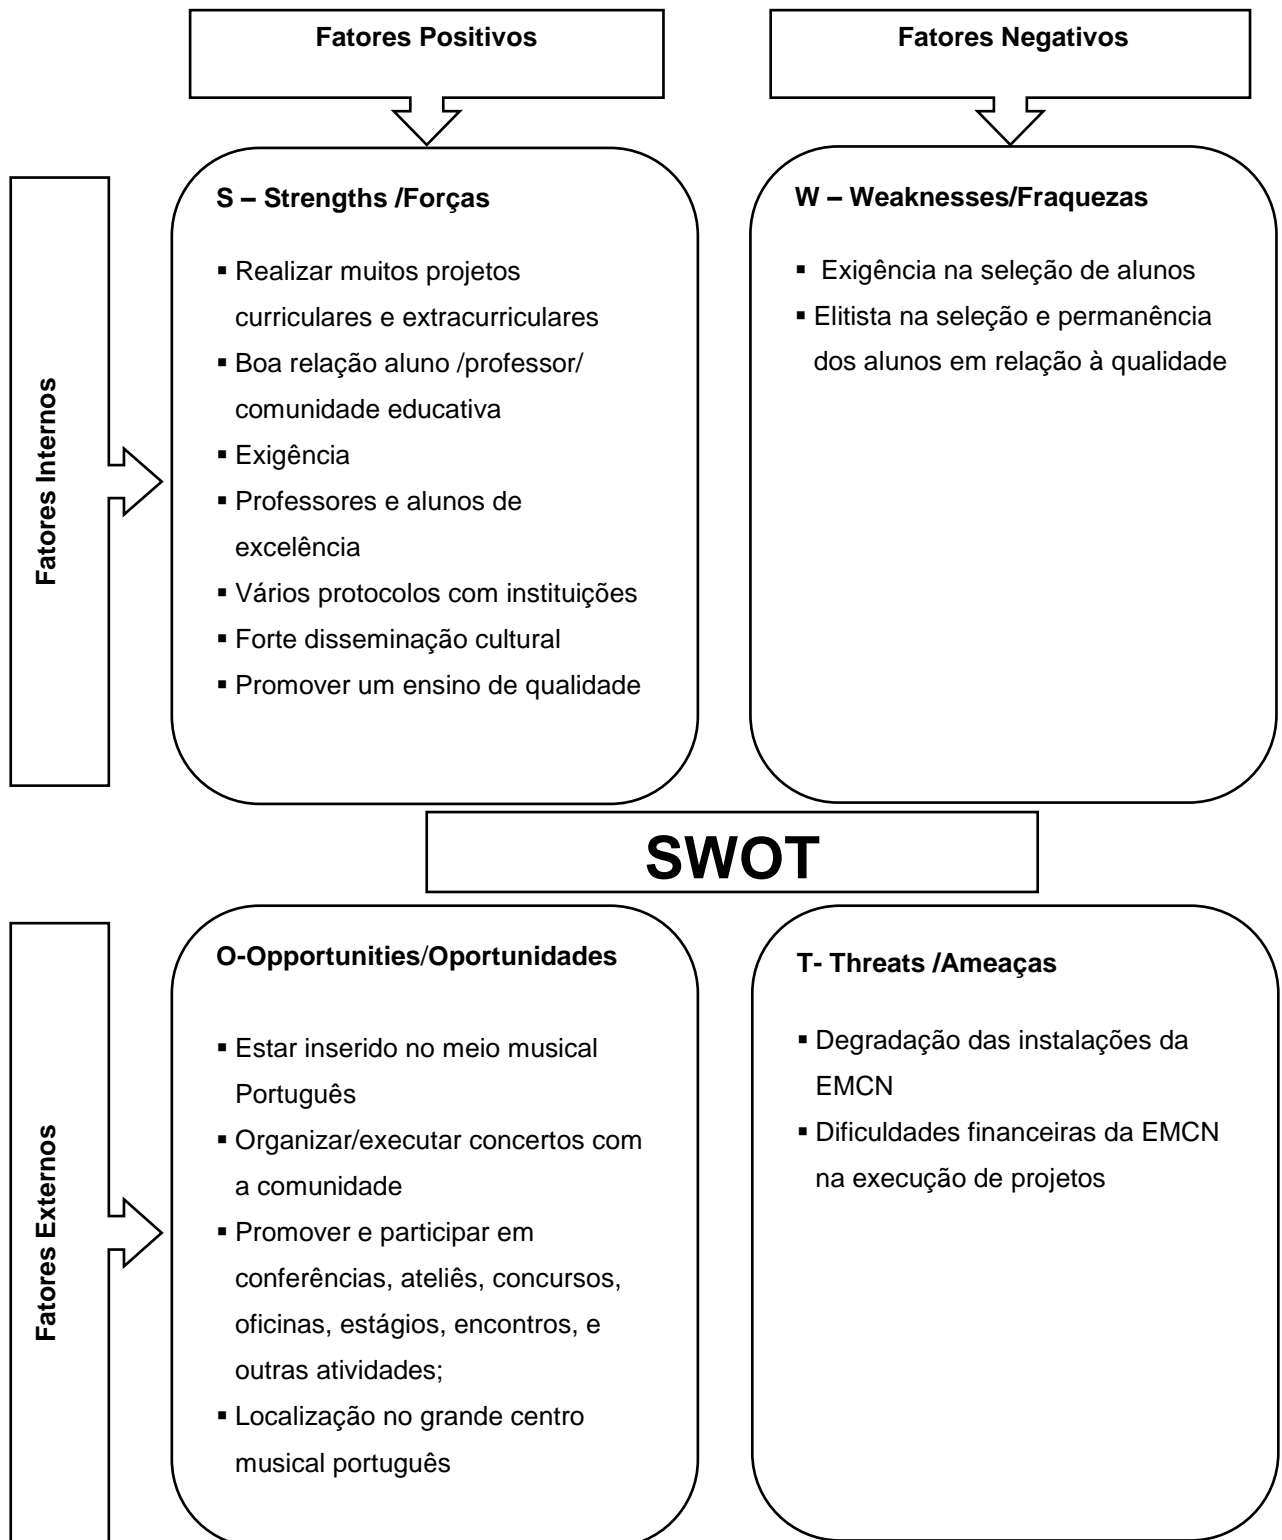 Fatores Positivos
Fatores Negativos
Fatores Internos
S – Strengths /Forças
▪ Realizar muitos projetos
curriculares e extracurriculares
▪ Boa relação aluno /professor/
comunidade educativa
▪ Exigência
▪ Professores e alunos de
excelência
▪ Vários protocolos com instituições
▪ Forte disseminação cultural
▪ Promover um ensino de qualidade
W – Weaknesses/Fraquezas
▪ Exigência na seleção de alunos
▪ Elitista na seleção e permanência
dos alunos em relação à qualidade
SWOT
Fatores Externos
O-Opportunities/Oportunidades
▪ Estar inserido no meio musical
Português
▪ Organizar/executar concertos com
a comunidade
▪ Promover e participar em
conferências, ateliês, concursos,
oficinas, estágios, encontros, e
outras atividades;
▪ Localização no grande centro
musical português
T- Threats /Ameaças
▪ Degradação das instalações da
EMCN
▪ Dificuldades financeiras da EMCN
na execução de projetos